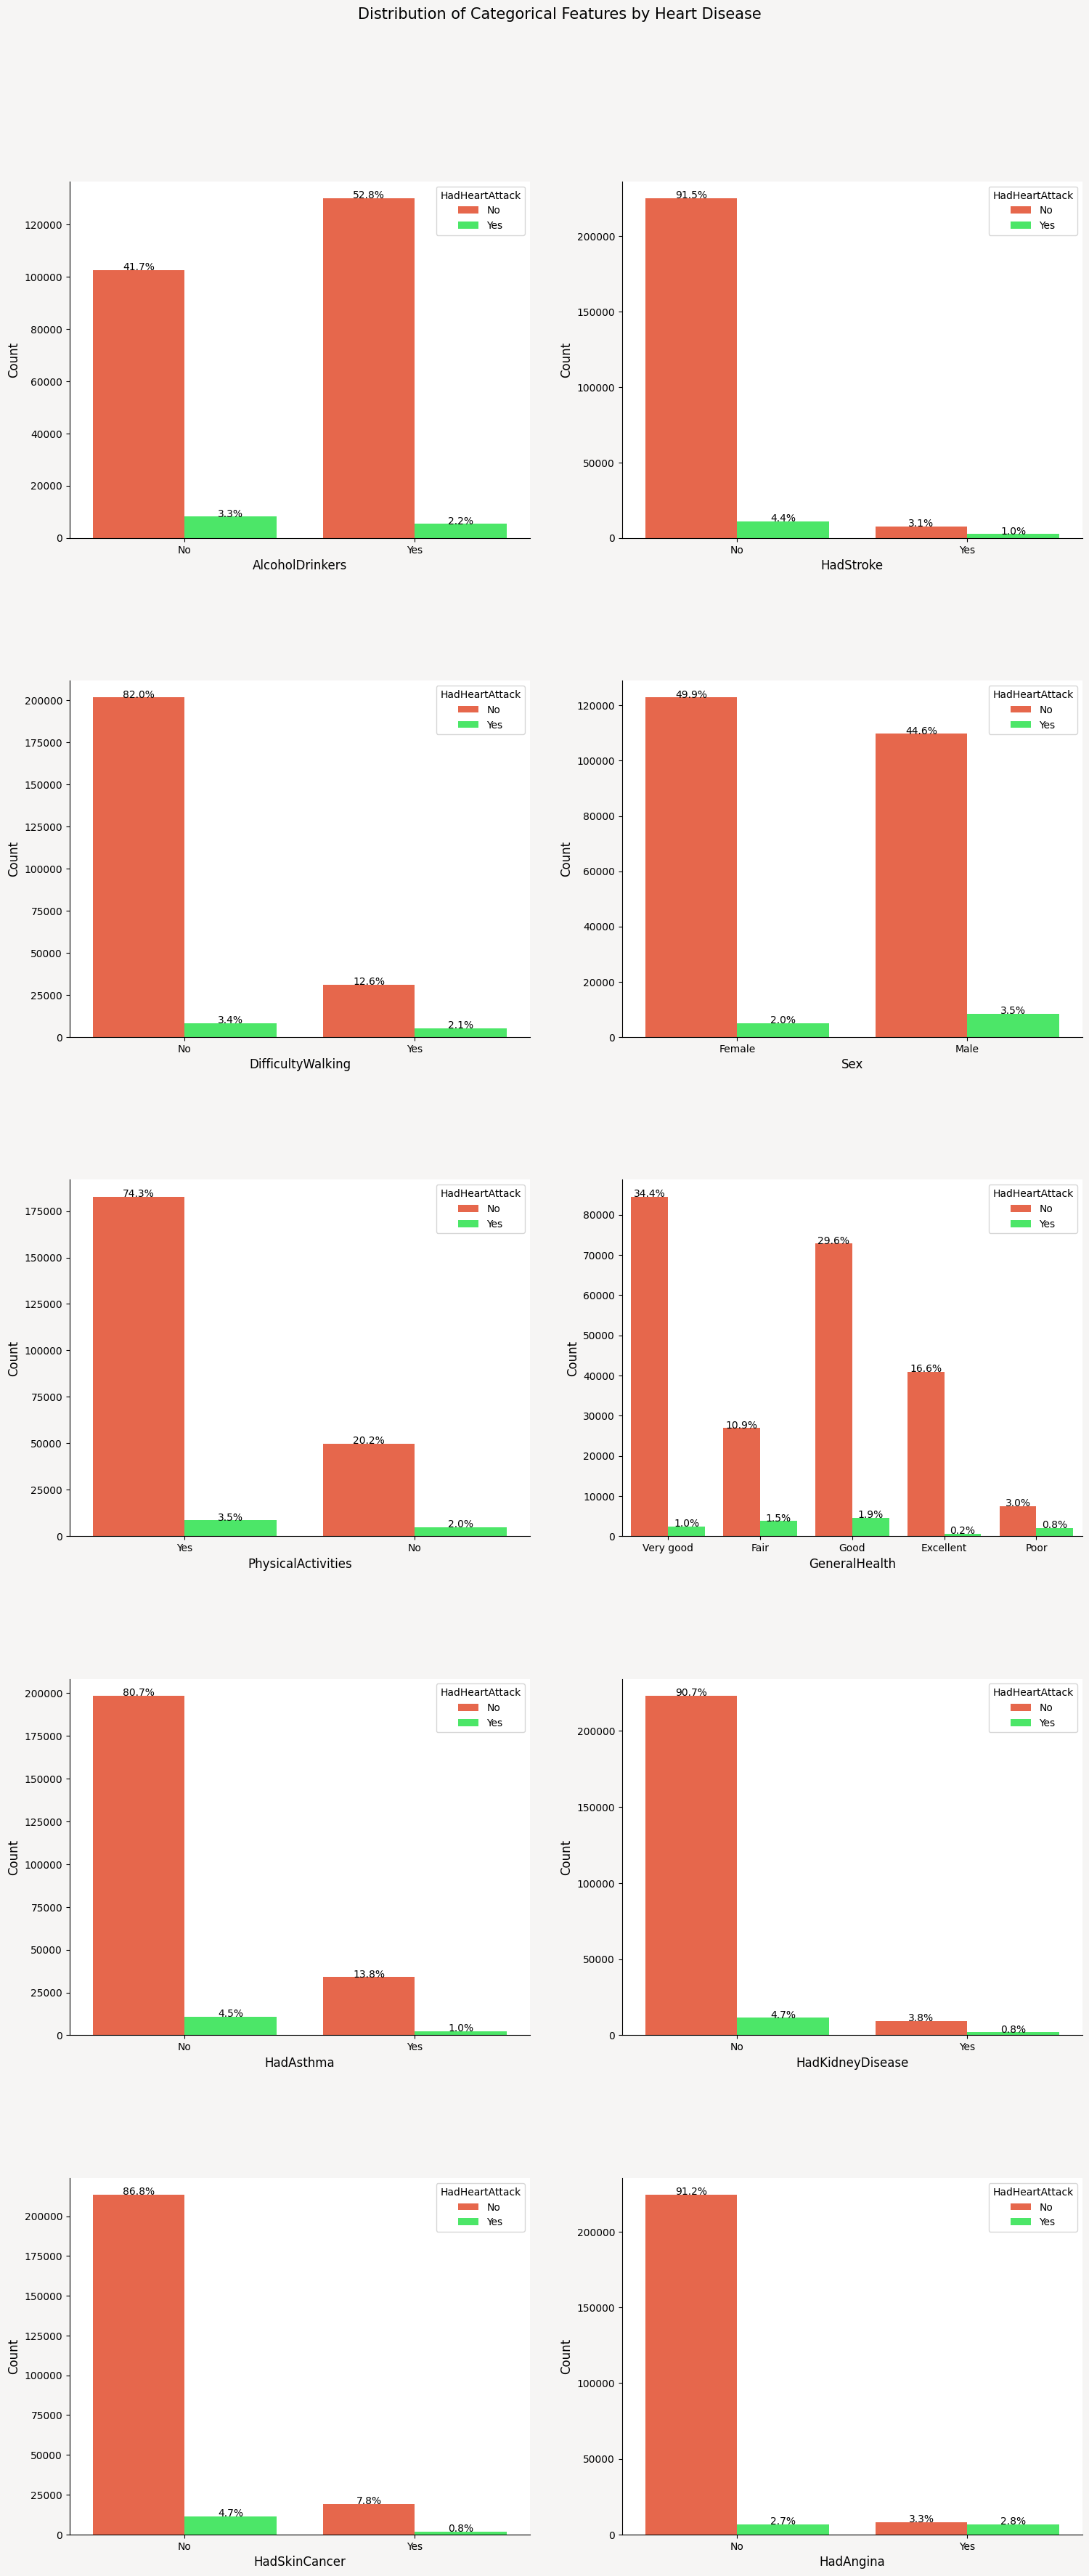 Distribution of Categorical Features by Heart Disease
Count
120000
100000
80000
60000
40000
20000
0
41.7%
3.3%
52.8%
2.2%
HadHeartAttack
No
Yes
No
Yes
AlcoholDrinkers
Count
200000
150000
100000
50000
0
91.5%
4.4%
3.1%
1.0%
HadHeartAttack
No
Yes
No
Yes
HadStroke
Count
200000
175000
150000
125000
100000
75000
50000
25000
0
82.0%
3.4%
12.6%
2.1%
HadHeartAttack
No
Yes
No
Yes
DifficultyWalking
Count
120000
100000
80000
60000
40000
20000
0
49.9%
2.0%
44.6%
3.5%
HadHeartAttack
No
Yes
Female
Male
Sex
Count
175000
150000
125000
100000
75000
50000
25000
0
74.3%
3.5%
20.2%
2.0%
HadHeartAttack
No
Yes
Yes
No
PhysicalActivities
Count
80000
70000
60000
50000
40000
30000
20000
10000
0
34.4%
1.0%
10.9%
1.5%
29.6%
1.9%
16.6%
0.2%
3.0%
0.8%
HadHeartAttack
No
Yes
Very good
Fair
Good
Excellent
Poor
GeneralHealth
Count
200000
175000
150000
125000
100000
75000
50000
25000
0
80.7%
4.5%
13.8%
1.0%
HadHeartAttack
No
Yes
No
Yes
HadAsthma
Count
200000
150000
100000
50000
0
90.7%
4.7%
3.8%
0.8%
HadHeartAttack
No
Yes
No
Yes
HadKidneyDisease
Count
200000
175000
150000
125000
100000
75000
50000
25000
0
86.8%
4.7%
7.8%
0.8%
HadHeartAttack
No
Yes
No
Yes
HadSkinCancer
Count
200000
150000
100000
50000
0
91.2%
2.7%
3.3%
2.8%
HadHeartAttack
No
Yes
No
Yes
HadAngina